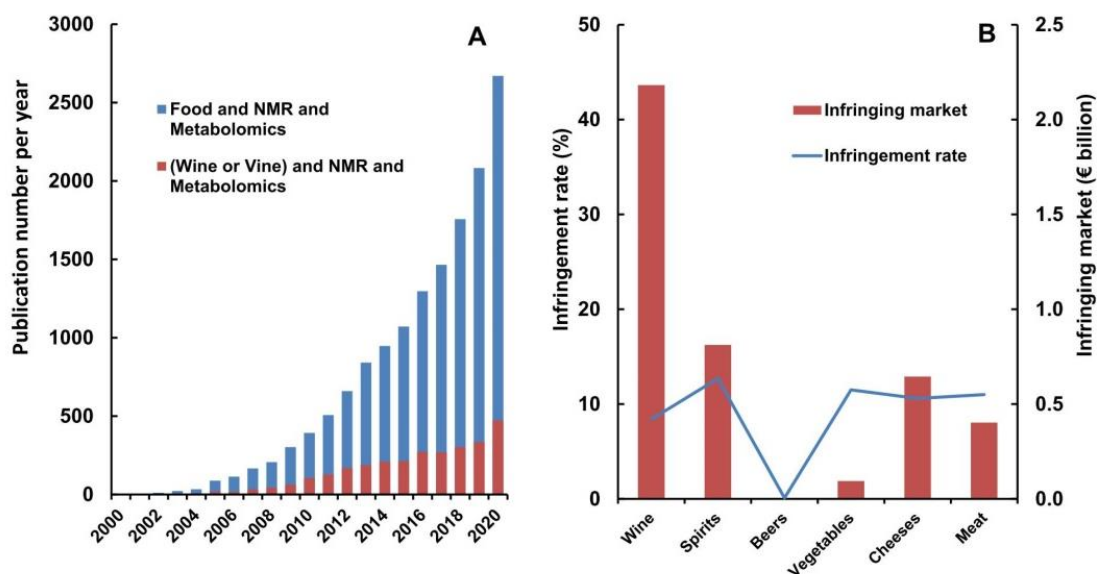 A
Publication number per year
3000
2500
2000
1500
1000
500
0
Food and NMR and
Metabolomics
(Wine or Vine) and NMR and
Metabolomics
2000
2002
2004
2006
2008
2010
2012
2014
2016
2018
2020
B
Infringement rate (%)
50
40
30
20
10
0
Infringing market
Infringement rate
2.5
2.0
1.5
1.0
0.5
0.0
Infringing market (€ billion)
Wine
Spirits
Beers
Vegetables
Cheeses
Meat